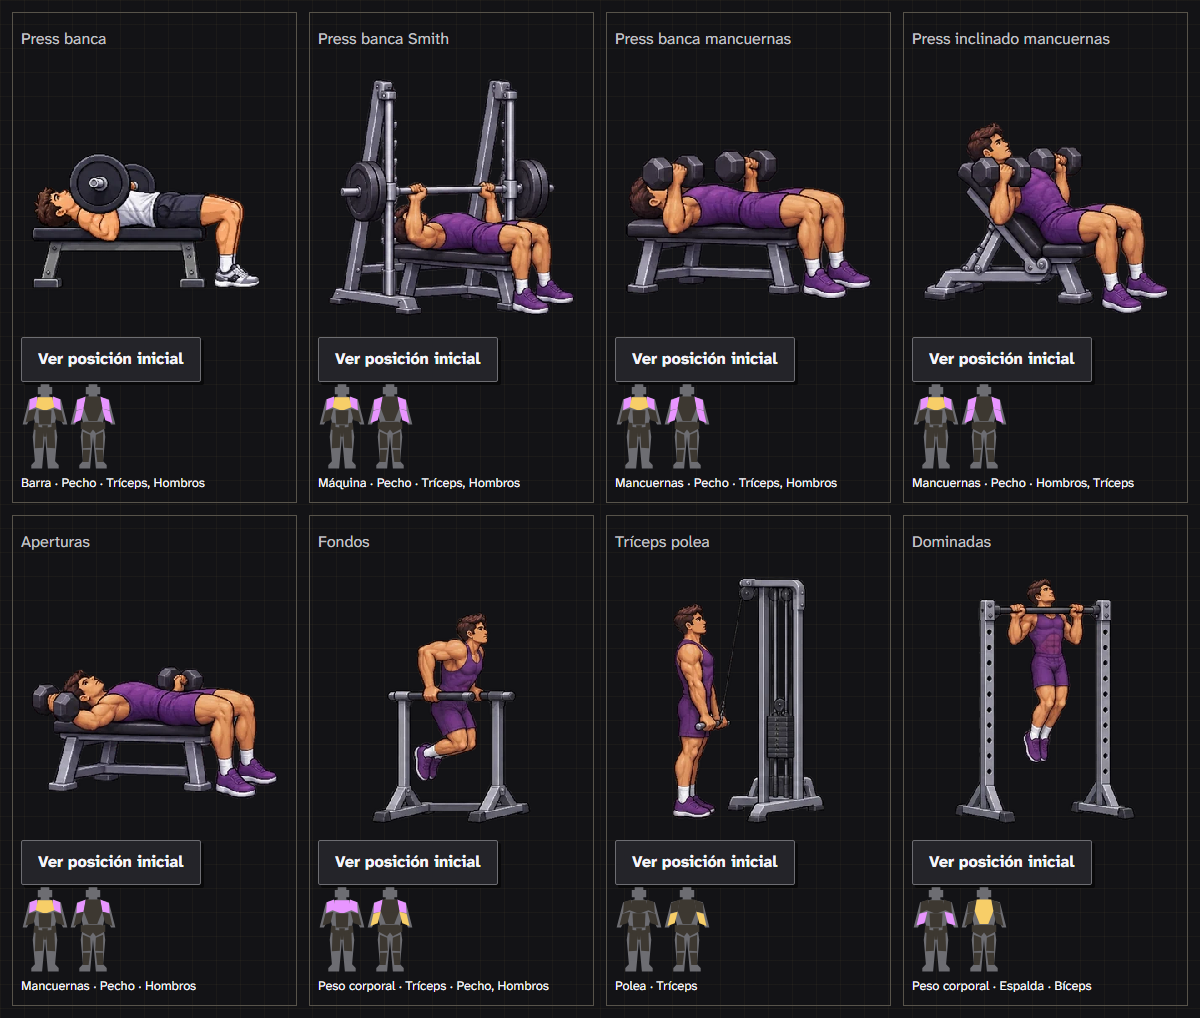 Press banca
Press banca Smith
Press banca mancuernas
Press inclinado mancuernas
Ver posición inicial
Ver posición inicial
Ver posición inicial
Ver posición inicial
Barra · Pecho · Tríceps, Hombros
Máquina · Pecho · Tríceps, Hombros
Mancuernas · Pecho · Tríceps, Hombros
Mancuernas · Pecho · Hombros, Tríceps
Aperturas
Fondos
Tríceps polea
Dominadas
Ver posición inicial
Ver posición inicial
Ver posición inicial
Ver posición inicial
Mancuernas · Pecho · Hombros
Peso corporal · Tríceps · Pecho, Hombros
Polea · Tríceps
Peso corporal · Espalda · Bíceps